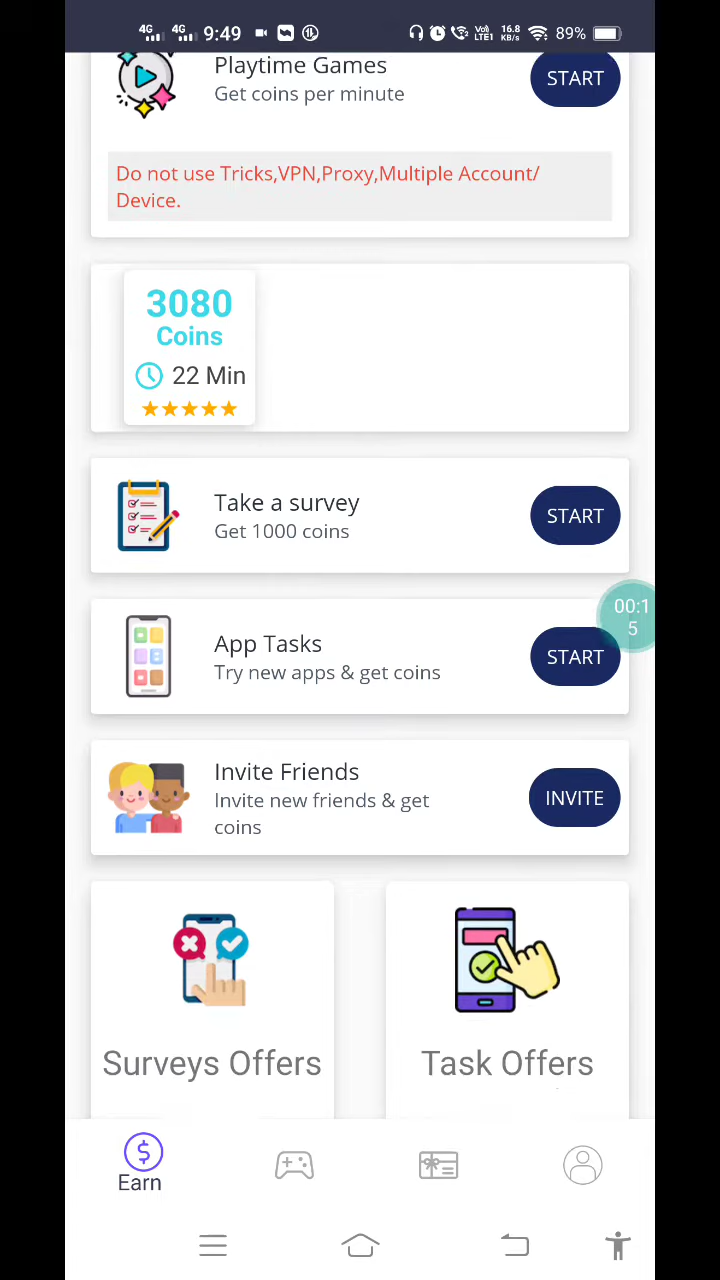 4G 4G 9:49 Vo) LTE1 16.8 KB/s 89%
Playtime Games
Get coins per minute
START
Do not use Tricks,VPN,Proxy,Multiple Account/
Device.
3080
Coins
22 Min
Take a survey
Get 1000 coins
START
00:1
5
App Tasks
Try new apps & get coins
START
Invite Friends
Invite new friends & get
coins
INVITE
Surveys Offers
Task Offers
Earn